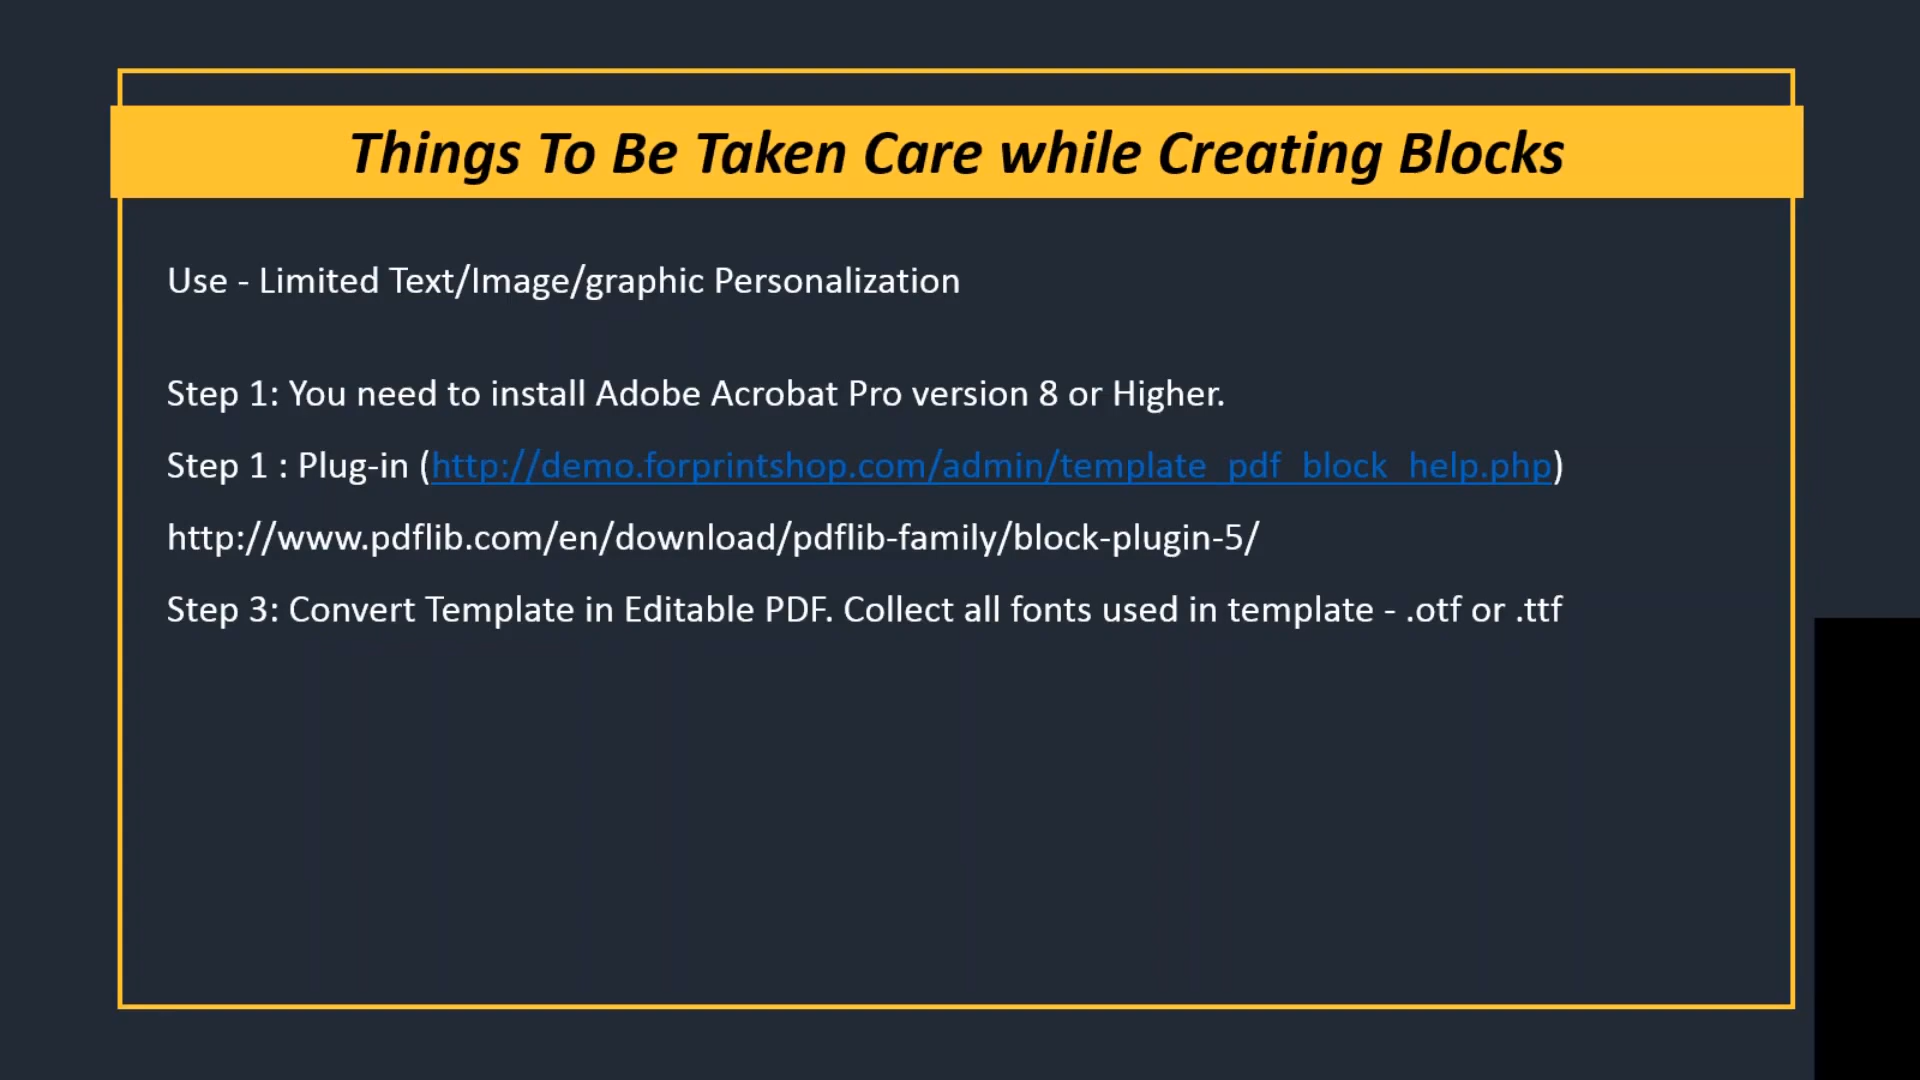 Things To Be Taken Care while Creating Blocks
Use - Limited Text/Image/graphic Personalization
Step 1: You need to install Adobe Acrobat Pro version 8 or Higher.
Step 1 : Plug-in (http://demo.forprintshop.com/admin/template_pdf_block_help.php)
http://www.pdflib.com/en/download/pdflib-family/block-plugin-5/
Step 3: Convert Template in Editable PDF. Collect all fonts used in template - .otf or .ttf